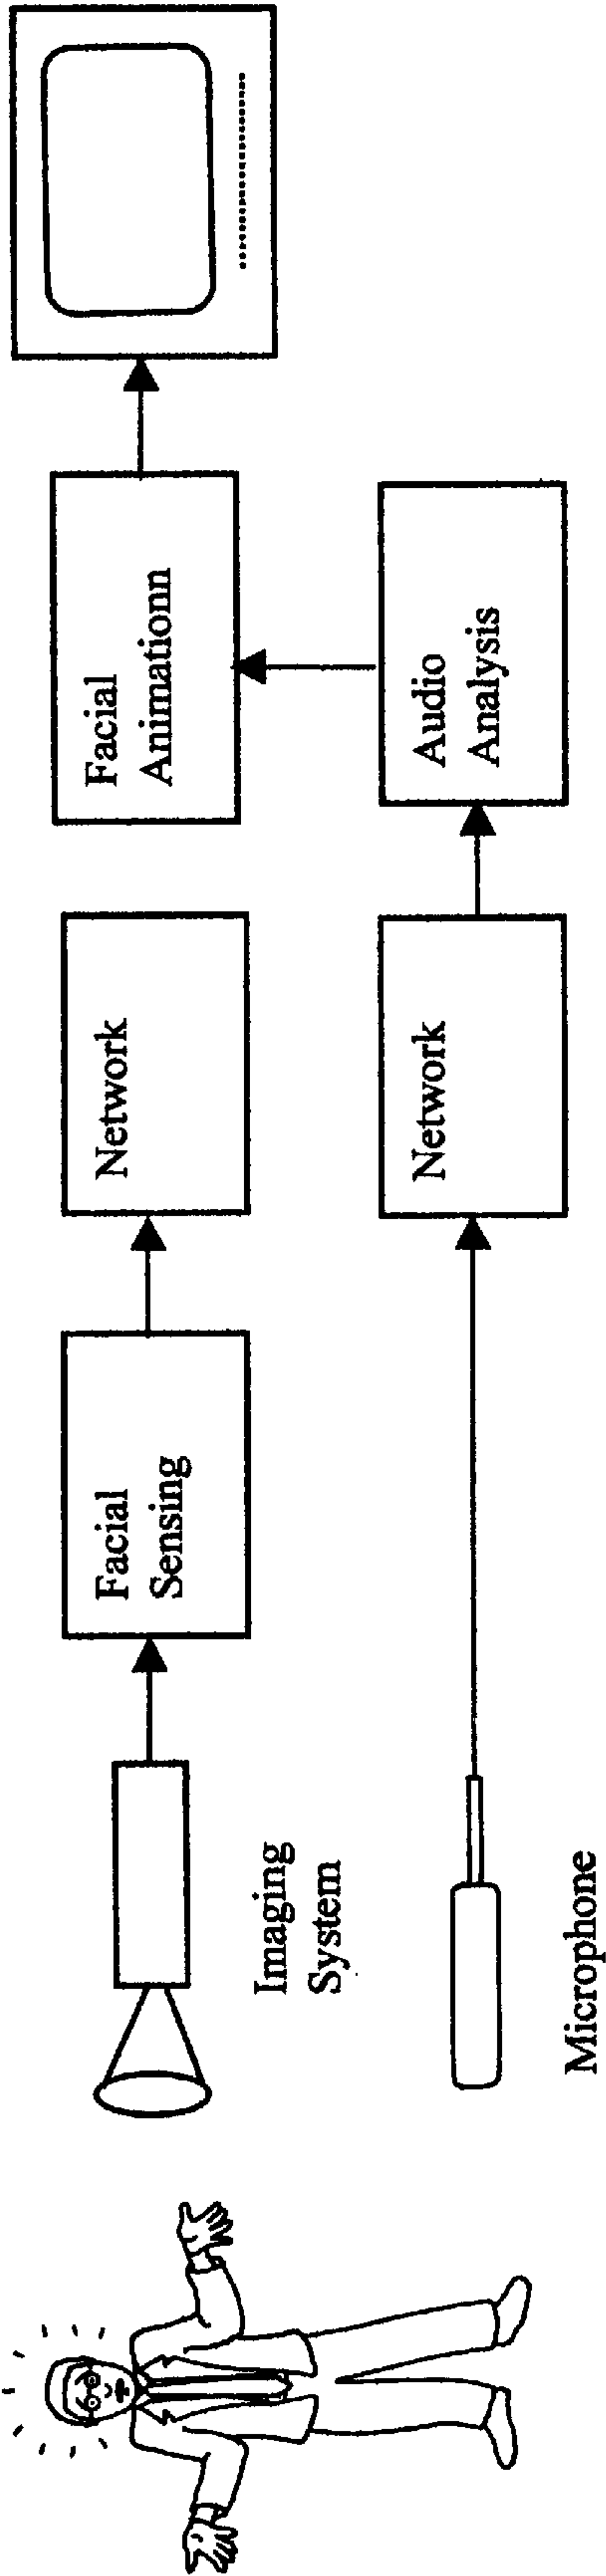 Imaging
System
Facial
Sensing
Network
Facial
Animationn
Microphone
Network
Audio
Analysis